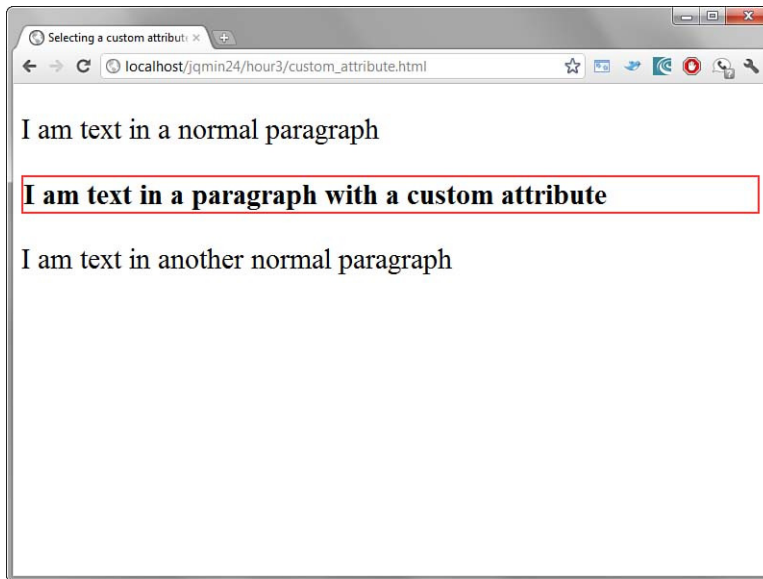 Selecting a custom attribut
localhost/jqmin24/hour3/custom_attribute.html
I am text in a normal paragraph
I am text in a paragraph with a custom attribute
I am text in another normal paragraph